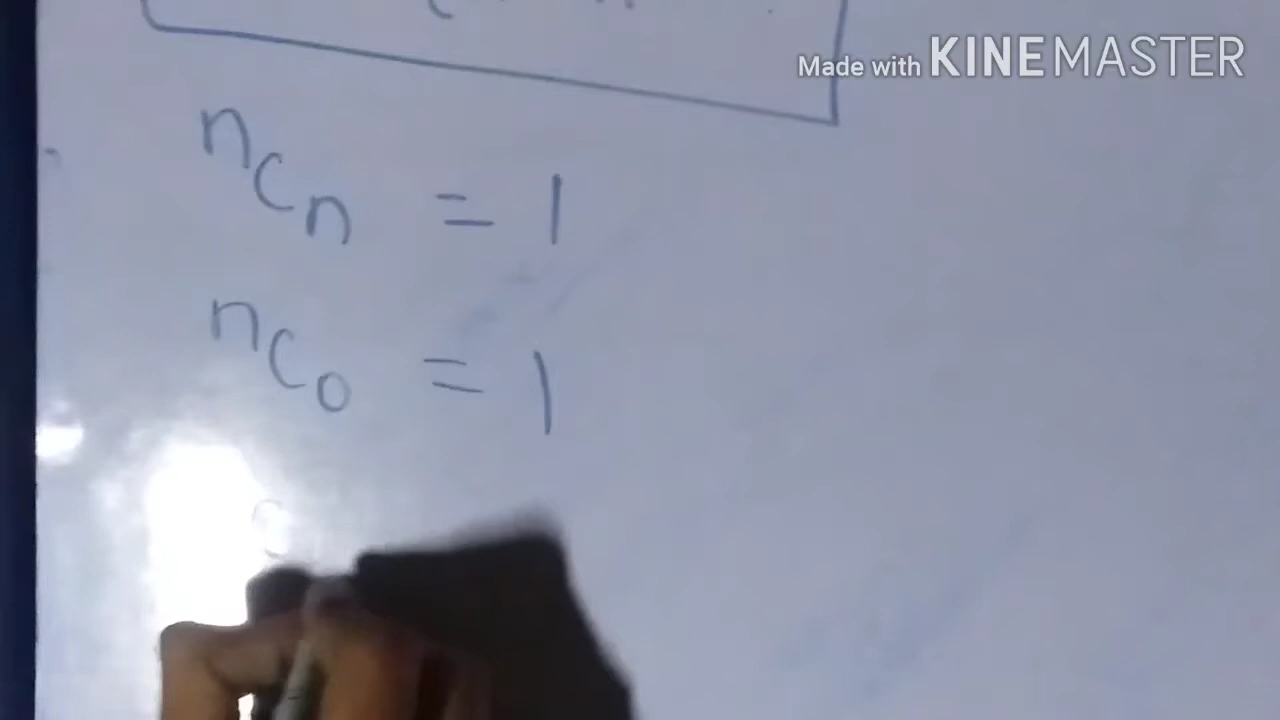 Made with KINEMASTER
ⁿCₙ = 1
ⁿC₀ = 1